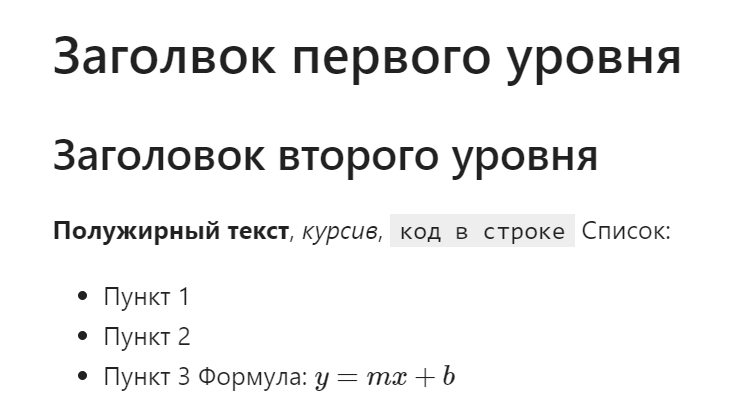 Заголвок первого уровня
Заголовок второго уровня
Полужирный текст, курсив, код в строке Список:
• Пункт 1
• Пункт 2
• Пункт 3 Формула: y = mx + b